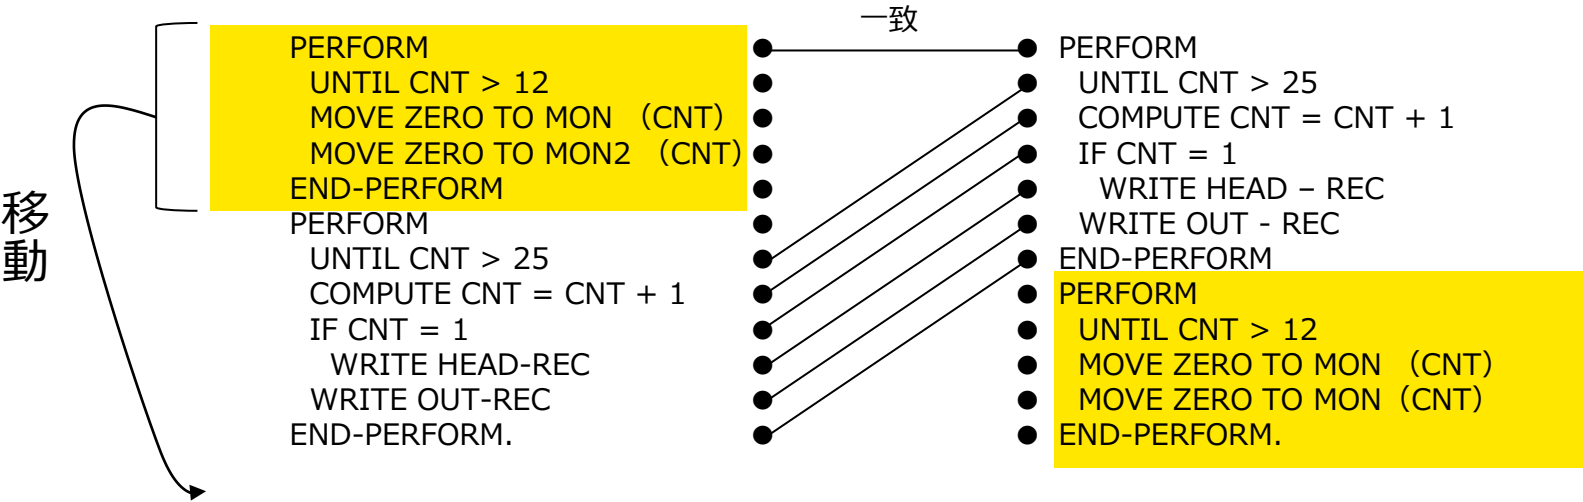 一致
移動
PERFORM
UNTIL CNT > 12
MOVE ZERO TO MON （CNT）
MOVE ZERO TO MON2 （CNT）
END-PERFORM
PERFORM
UNTIL CNT > 25
COMPUTE CNT = CNT + 1
IF CNT = 1
WRITE HEAD-REC
WRITE OUT-REC
END-PERFORM.
PERFORM
UNTIL CNT > 25
COMPUTE CNT = CNT + 1
IF CNT = 1
WRITE HEAD – REC
WRITE OUT - REC
END-PERFORM
PERFORM
UNTIL CNT > 12
MOVE ZERO TO MON （CNT）
MOVE ZERO TO MON（CNT）
END-PERFORM.